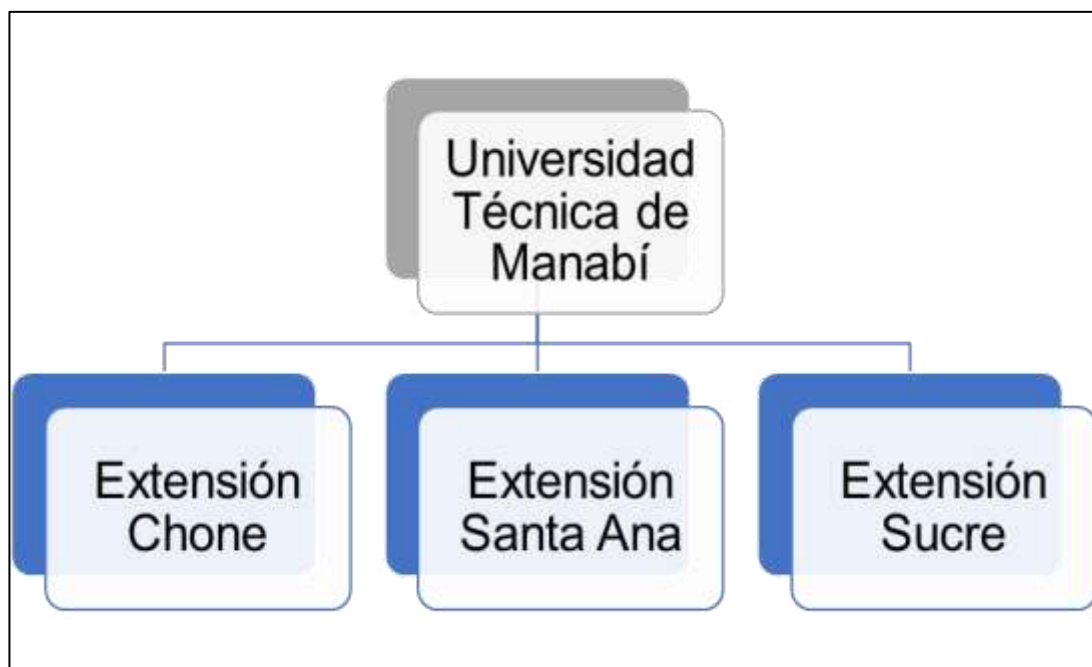 Universidad
Técnica de
Manabí
Extensión
Chone
Extensión
Santa Ana
Extensión
Sucre